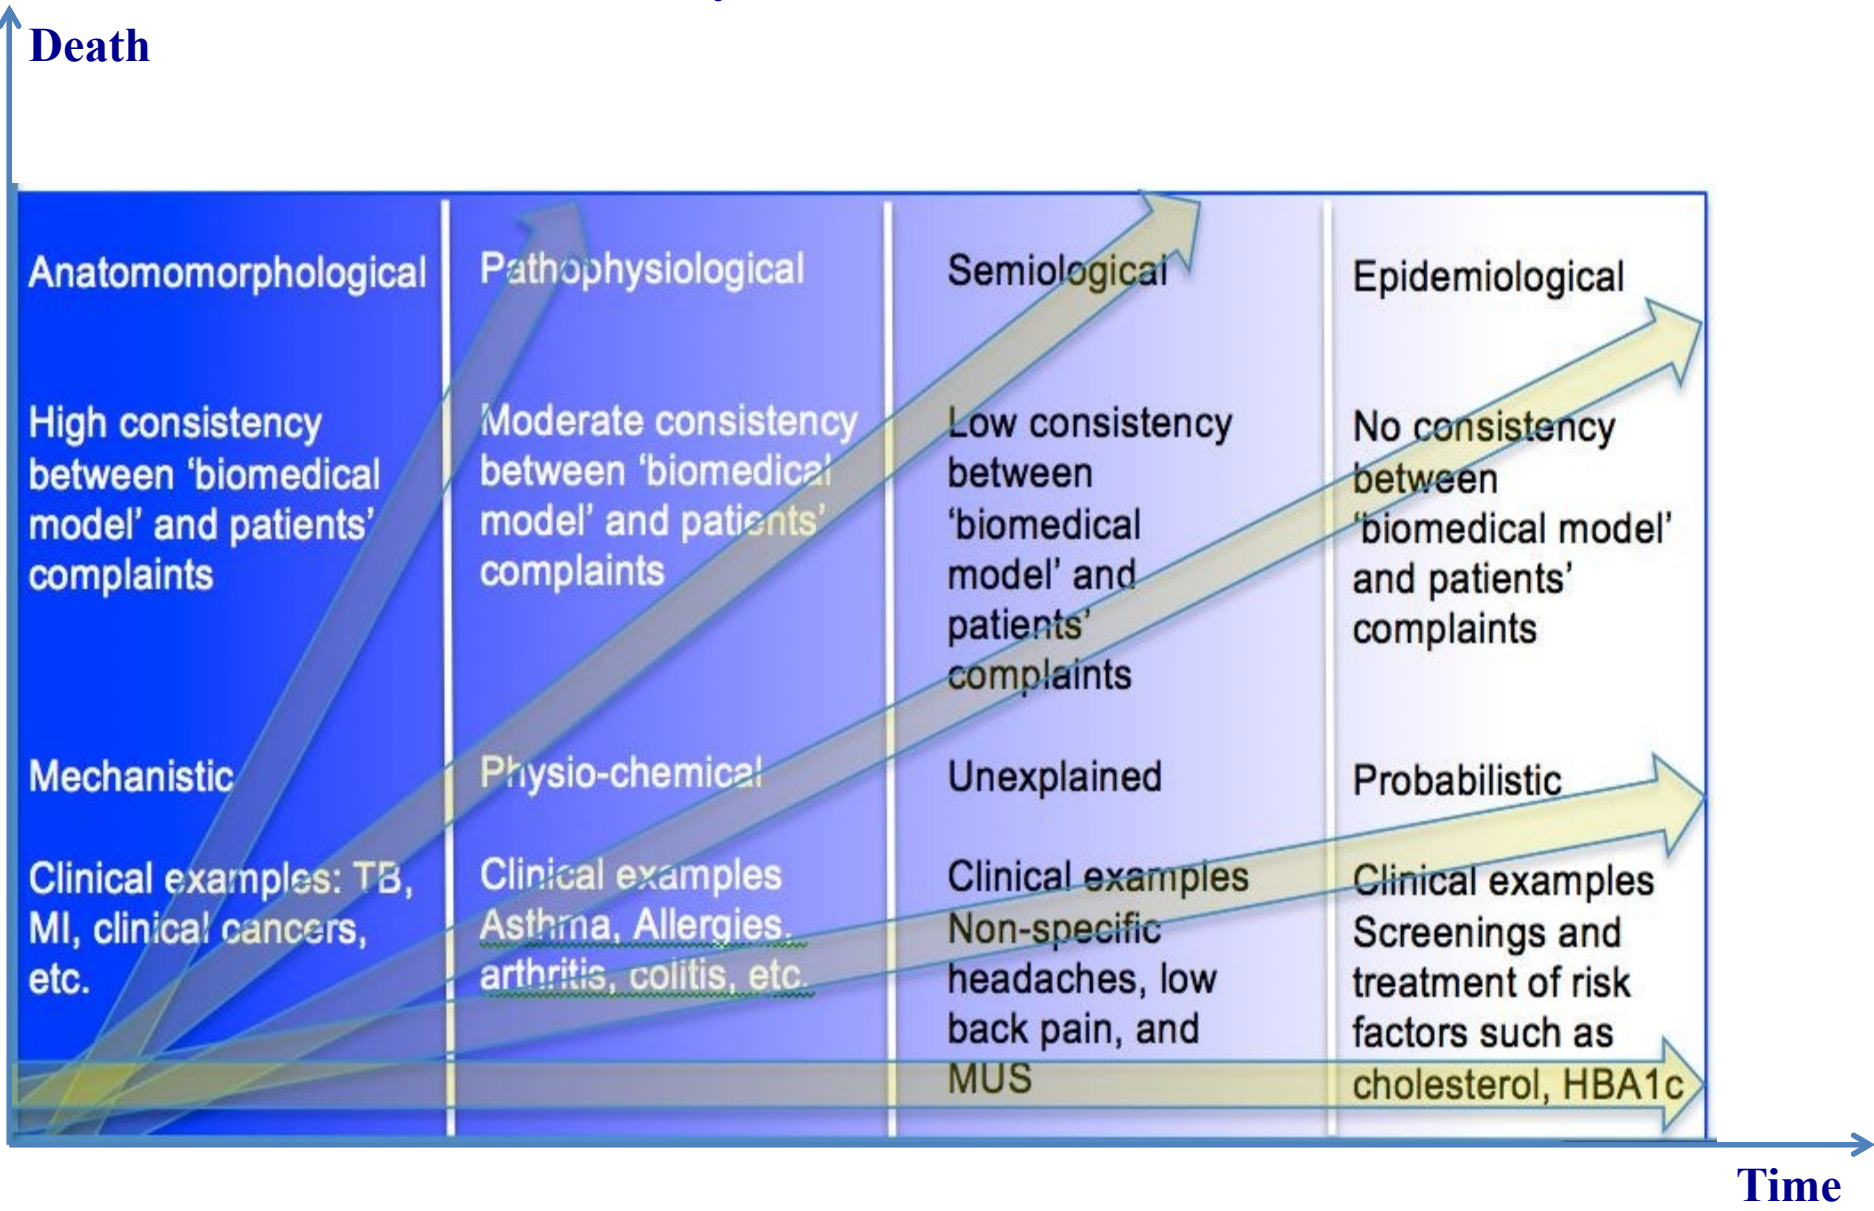 Death
Anatomomorphological
High consistency
between ‘biomedical
model’ and patients’
complaints
Mechanistic
Clinical examples: TB,
MI, clinical cancers,
etc.
Pathophysiological
Moderate consistency
between ‘biomedical
model’ and patients’
complaints
Physio-chemical
Clinical examples
Asthma, Allergies,
arthritis, colitis, etc.
Semiological
Low consistency
between
‘biomedical
model’ and
patients’
complaints
Unexplained
Clinical examples
Non-specific
headaches, low
back pain, and
MUS
Epidemiological
No consistency
between
‘biomedical model’
and patients’
complaints
Probabilistic
Clinical examples
Screenings and
treatment of risk
factors such as
cholesterol, HBA1c
Time